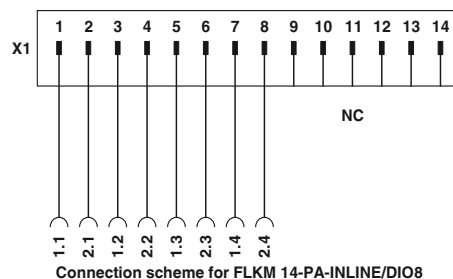 1 2 3 4 5 6 7 8 9 10 11 12 13 14
X1
NC
1.1 2.1 1.2 2.2 1.3 2.3 1.4 2.4
Connection scheme for FLKM 14-PA-INLINE/DIO8